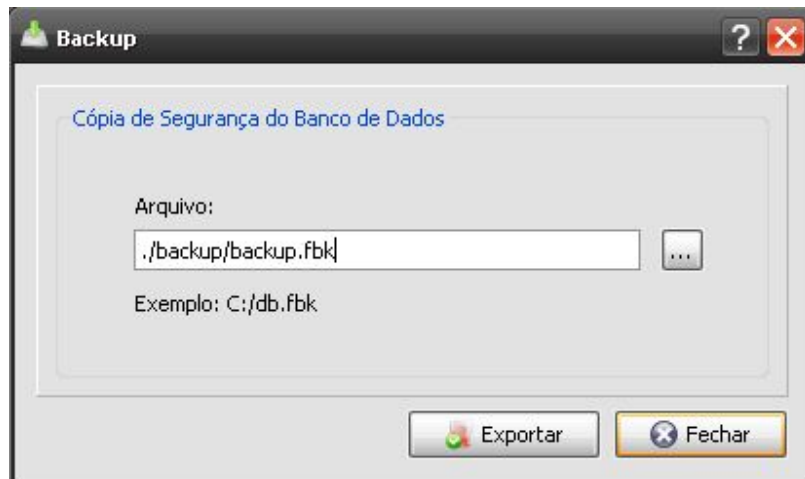 Backup
?
Cópia de Segurança do Banco de Dados
Arquivo:
./backup/backup.fbk
...
Exemplo: C:/db.fbk
Exportar
Fechar